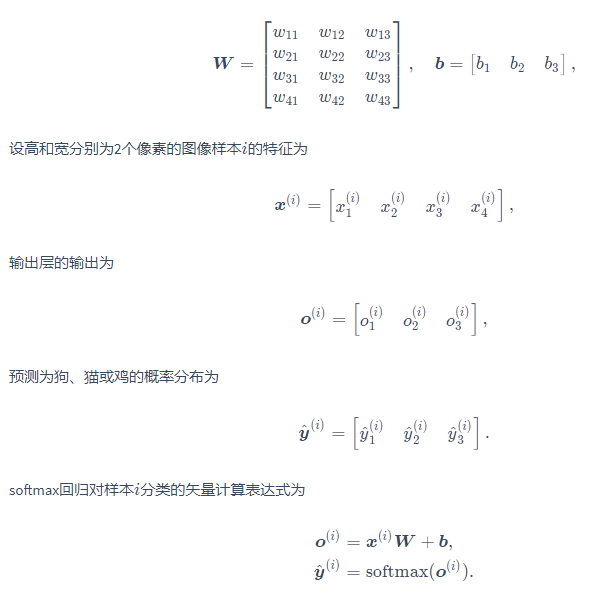 $$\boldsymbol{W} = \begin{bmatrix} w_{11} & w_{12} & w_{13} \\ w_{21} & w_{22} & w_{23} \\ w_{31} & w_{32} & w_{33} \\ w_{41} & w_{42} & w_{43} \end{bmatrix}, \quad \boldsymbol{b} = \begin{bmatrix} b_1 & b_2 & b_3 \end{bmatrix},$$
设高和宽分别为2个像素的图像样本$i$的特征为
$$\boldsymbol{x}^{(i)} = \begin{bmatrix} x_1^{(i)} & x_2^{(i)} & x_3^{(i)} & x_4^{(i)} \end{bmatrix},$$
输出层的输出为
$$\boldsymbol{o}^{(i)} = \begin{bmatrix} o_1^{(i)} & o_2^{(i)} & o_3^{(i)} \end{bmatrix},$$
预测为狗、猫或鸡的概率分布为
$$\hat{\boldsymbol{y}}^{(i)} = \begin{bmatrix} \hat{y}_1^{(i)} & \hat{y}_2^{(i)} & \hat{y}_3^{(i)} \end{bmatrix}.$$
softmax回归对样本$i$分类的矢量计算表达式为
$$\boldsymbol{o}^{(i)} = \boldsymbol{x}^{(i)} \boldsymbol{W} + \boldsymbol{b},$$
$$\hat{\boldsymbol{y}}^{(i)} = \text{softmax}(\boldsymbol{o}^{(i)}).$$